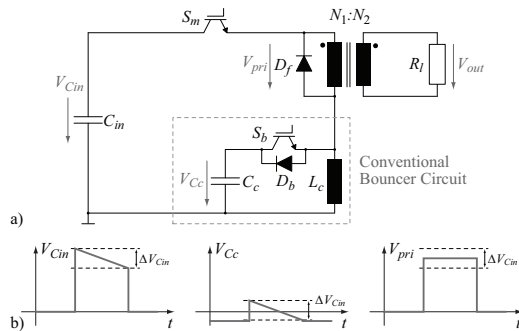 S_m
N_1:N_2
V_pri
D_f
R_l
V_out
V_Cin
C_in
S_b
D_b
V_Cc
C_c
L_c
Conventional
Bouncer Circuit
a)
V_Cin
ΔV_Cin
t
V_Cc
ΔV_Cin
t
V_pri
ΔV_Cin
t
b)